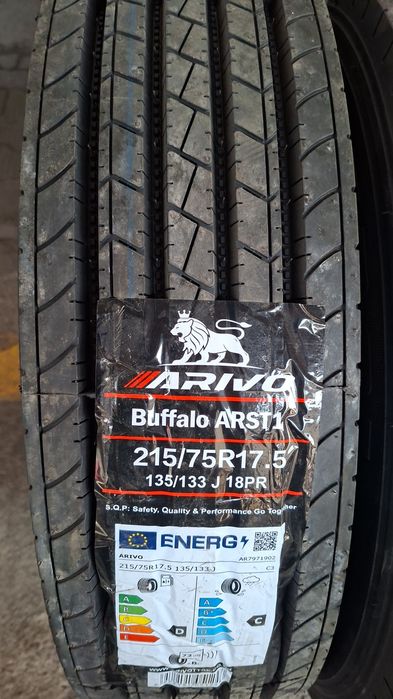 ARIVO
Buffalo ARST1
215/75R17.5
135/133 J 18PR
S.Q.P: Safety, Quality & Performance Go Together
ENERG
ARIVO
AR7971902
215/75R17.5 135/133J
C3
A
B
C
D
E
D
A
B
C
D
E
C